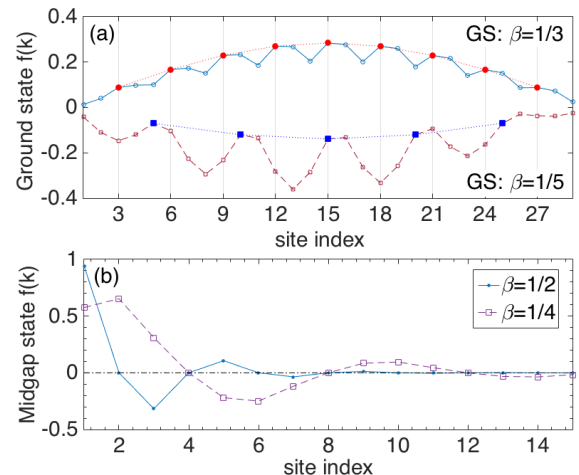 (a)
GS: β=1/3
Ground state f(k)
0.4
0.2
0
-0.2
-0.4
GS: β=1/5
3 6 9 12 15 18 21 24 27
site index
(b)
β=1/2
β=1/4
Midgap state f(k)
1
0.5
0
-0.5
2 4 6 8 10 12 14
site index